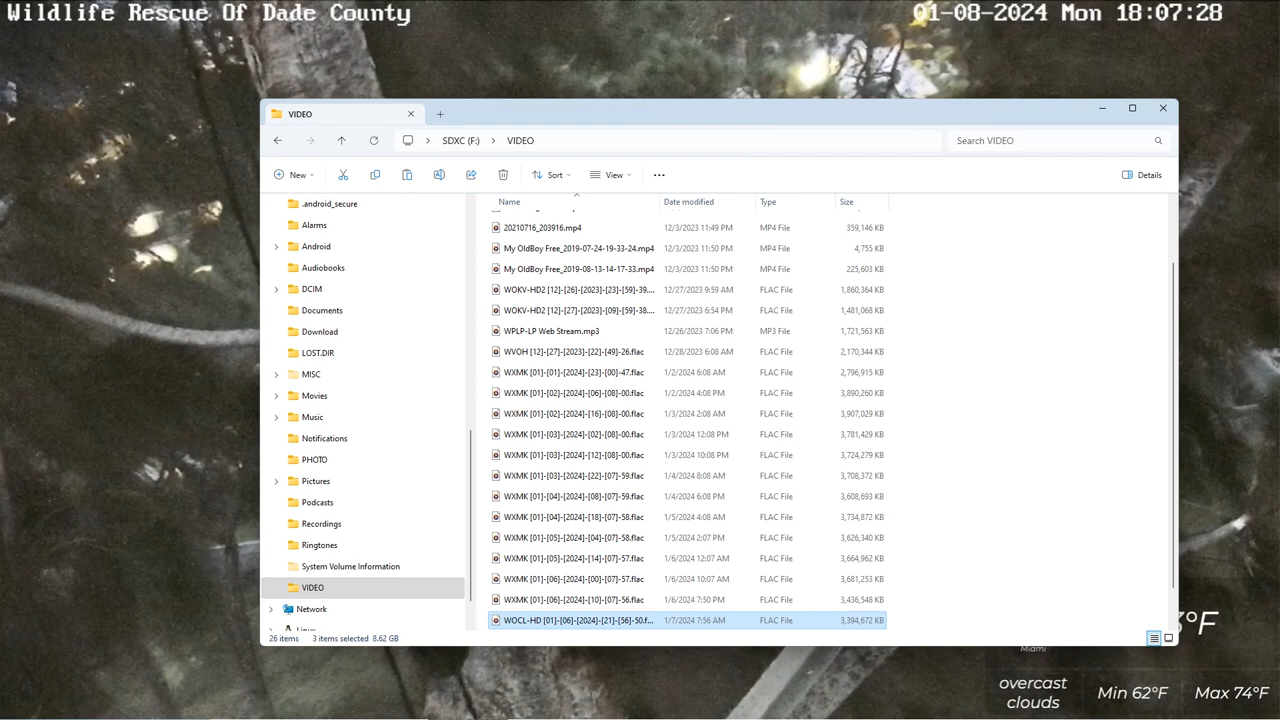 Wildlife Rescue Of Dade County
01-08-2024 Mon 18:07:28
VIDEO
SDXC (F:) VIDEO
Search VIDEO
New Sort View Details
.android_secure
Alarms
Android
Audiobooks
DCIM
Documents
Download
LOST.DIR
MISC
Movies
Music
Notifications
PHOTO
Pictures
Podcasts
Recordings
Ringtones
System Volume Information
VIDEO
Network
Name Date modified Type Size
20210716_203916.mp4 12/3/2023 11:49 PM MP4 File 359,146 KB
My OldBoy Free_2019-07-24-19-33-24.mp4 12/3/2023 11:50 PM MP4 File 4,755 KB
My OldBoy Free_2019-08-13-14-17-33.mp4 12/3/2023 11:50 PM MP4 File 225,603 KB
WOKV-HD2 [12]-[26]-[2023]-[23]-[59]-39.... 12/27/2023 9:59 AM FLAC File 1,860,364 KB
WOKV-HD2 [12]-[27]-[2023]-[09]-[59]-38.... 12/27/2023 6:54 PM FLAC File 1,481,068 KB
WPLP-LP Web Stream.mp3 12/26/2023 7:06 PM MP3 File 1,721,563 KB
WVOH [12]-[27]-[2023]-[22]-[49]-26.flac 12/28/2023 6:08 AM FLAC File 2,170,344 KB
WXMK [01]-[01]-[2024]-[23]-[00]-47.flac 1/2/2024 6:08 AM FLAC File 2,796,915 KB
WXMK [01]-[02]-[2024]-[06]-[08]-00.flac 1/2/2024 4:08 PM FLAC File 3,890,260 KB
WXMK [01]-[02]-[2024]-[16]-[08]-00.flac 1/3/2024 2:08 AM FLAC File 3,907,029 KB
WXMK [01]-[03]-[2024]-[02]-[08]-00.flac 1/3/2024 12:08 PM FLAC File 3,781,429 KB
WXMK [01]-[03]-[2024]-[12]-[08]-00.flac 1/3/2024 10:08 PM FLAC File 3,724,279 KB
WXMK [01]-[03]-[2024]-[22]-[07]-59.flac 1/4/2024 8:08 AM FLAC File 3,708,372 KB
WXMK [01]-[04]-[2024]-[08]-[07]-59.flac 1/4/2024 6:08 PM FLAC File 3,608,693 KB
WXMK [01]-[04]-[2024]-[18]-[07]-58.flac 1/5/2024 4:08 AM FLAC File 3,734,872 KB
WXMK [01]-[05]-[2024]-[04]-[07]-58.flac 1/5/2024 2:07 PM FLAC File 3,626,340 KB
WXMK [01]-[05]-[2024]-[14]-[07]-57.flac 1/6/2024 12:07 AM FLAC File 3,664,962 KB
WXMK [01]-[06]-[2024]-[00]-[07]-57.flac 1/6/2024 10:07 AM FLAC File 3,681,253 KB
WXMK [01]-[06]-[2024]-[10]-[07]-56.flac 1/6/2024 7:50 PM FLAC File 3,436,548 KB
WOCL-HD [01]-[06]-[2024]-[21]-[56]-50.f... 1/7/2024 7:56 AM FLAC File 3,394,672 KB
26 items 3 items selected 8.62 GB
°F
Miami
overcast
clouds
Min 62°F Max 74°F